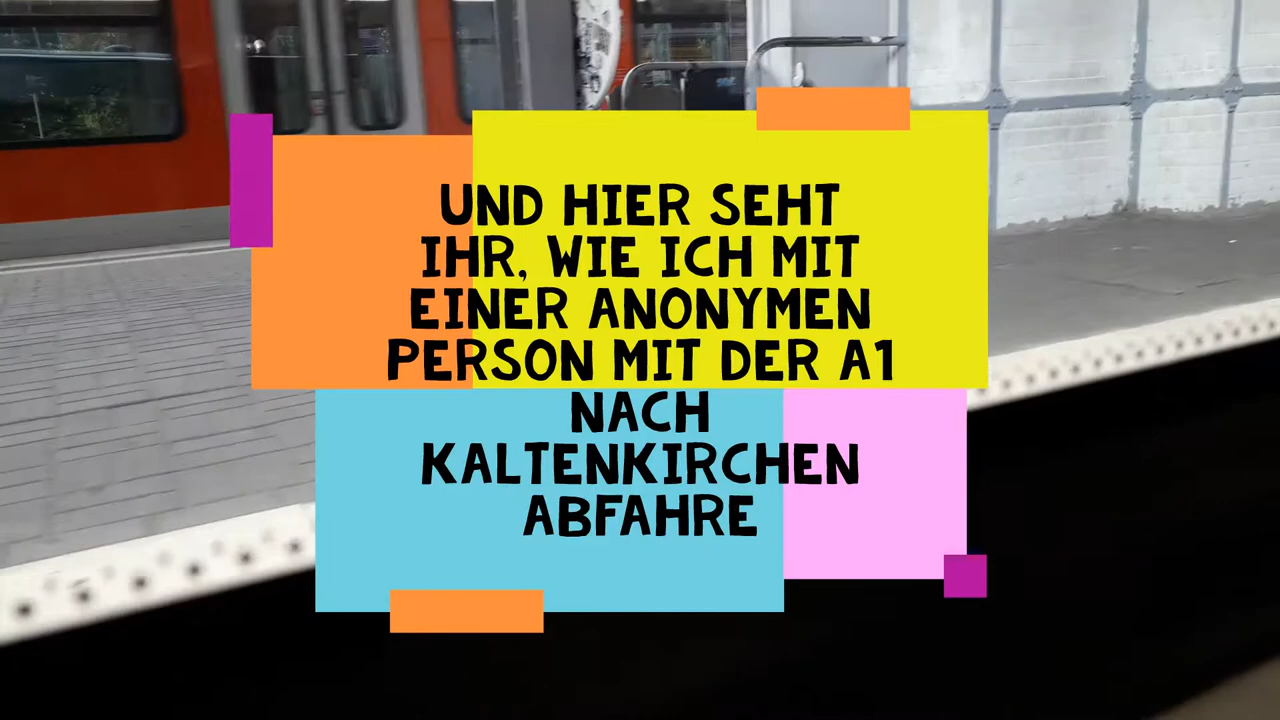 UND HIER SEHT
IHR, WIE ICH MIT
EINER ANONYMEN
PERSON MIT DER A1
NACH
KALTENKIRCHEN
ABFAHRE